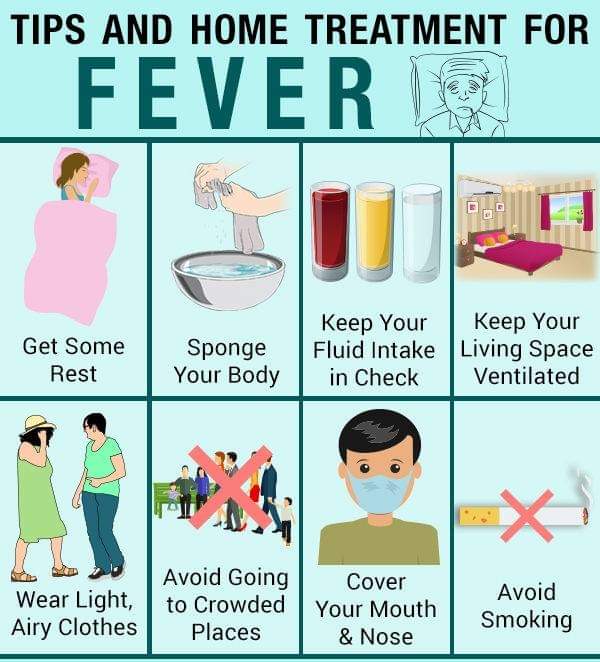 TIPS AND HOME TREATMENT FOR
FEVER
Get Some
Rest
Sponge
Your Body
Keep Your
Fluid Intake
in Check
Keep Your
Living Space
Ventilated
Wear Light,
Airy Clothes
Avoid Going
to Crowded
Places
Cover
Your Mouth
& Nose
Avoid
Smoking